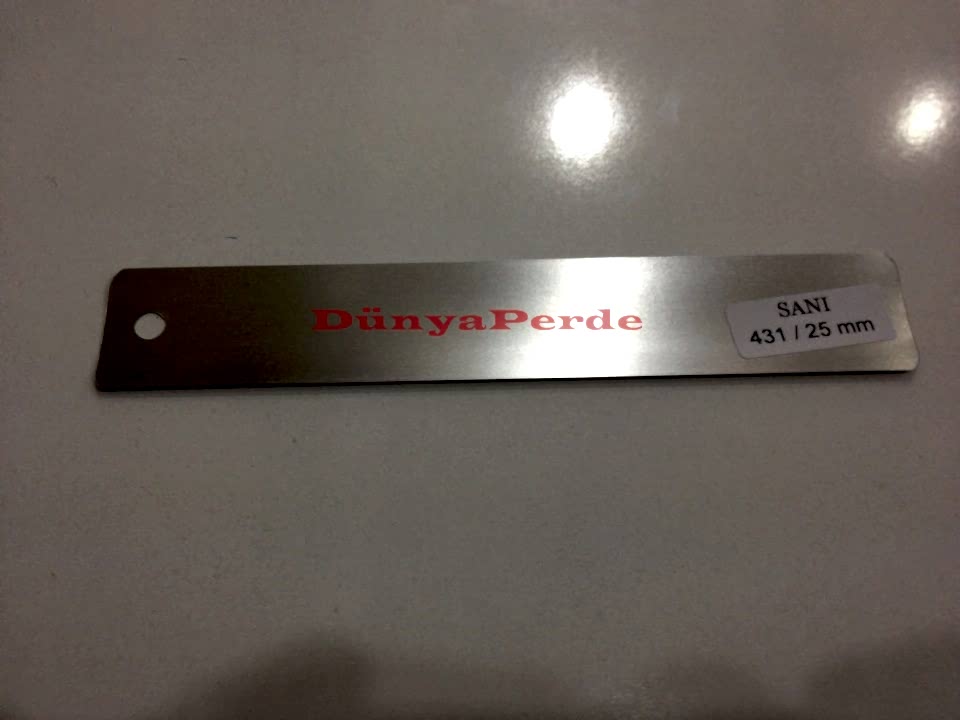 DünyaPerde
SANI
431 / 25 mm